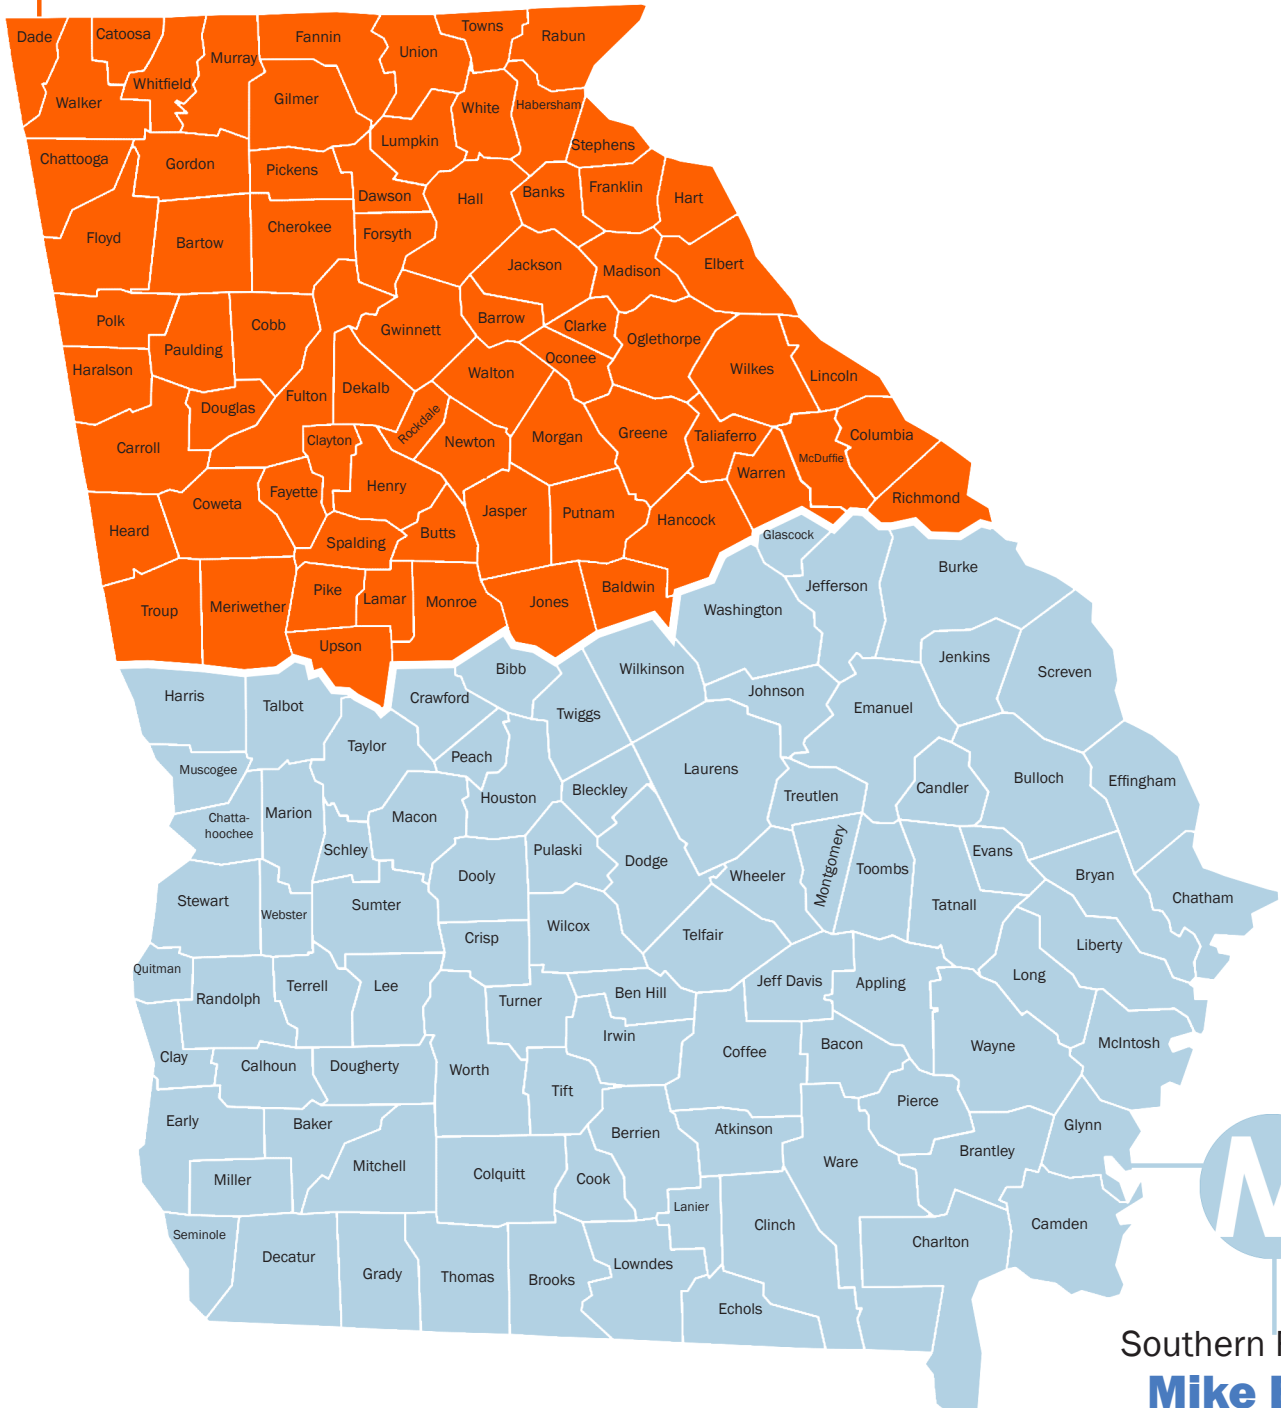 Dade
Catoosa
Fannin
Union
Towns
Rabun
Murray
Whitfield
Walker
Gilmer
White
Habersham
Lumpkin
Stephens
Chattooga
Gordon
Pickens
Dawson
Hall
Banks
Franklin
Hart
Floyd
Bartow
Cherokee
Forsyth
Jackson
Madison
Elbert
Polk
Paulding
Cobb
Gwinnett
Barrow
Clarke
Oglethorpe
Oconee
Haralson
Douglas
Fulton
Dekalb
Rockdale
Walton
Wilkes
Lincoln
Carroll
Clayton
Newton
Morgan
Greene
Taliaferro
Columbia
McDuffie
Warren
Richmond
Coweta
Fayette
Henry
Jasper
Putnam
Hancock
Heard
Spalding
Butts
Glascock
Burke
Troup
Meriwether
Pike
Lamar
Monroe
Jones
Baldwin
Washington
Jefferson
Upson
Jenkins
Screven
Harris
Talbot
Crawford
Bibb
Wilkinson
Johnson
Emanuel
Taylor
Twiggs
Peach
Muscogee
Houston
Bleckley
Laurens
Treutlen
Candler
Bulloch
Effingham
Chatta-
hoochee
Marion
Macon
Schley
Pulaski
Dodge
Wheeler
Montgomery
Toombs
Evans
Bryan
Chatham
Dooly
Stewart
Webster
Sumter
Wilcox
Telfair
Tatnall
Crisp
Liberty
Quitman
Randolph
Terrell
Lee
Turner
Ben Hill
Jeff Davis
Appling
Long
Irwin
Coffee
Bacon
Wayne
McIntosh
Clay
Calhoun
Dougherty
Worth
Tift
Pierce
Early
Baker
Berrien
Atkinson
Glynn
Brantley
Mitchell
Miller
Colquitt
Cook
Ware
Lanier
Seminole
Clinch
Charlton
Camden
Decatur
Grady
Thomas
Brooks
Lowndes
Echols
Southern
Mike